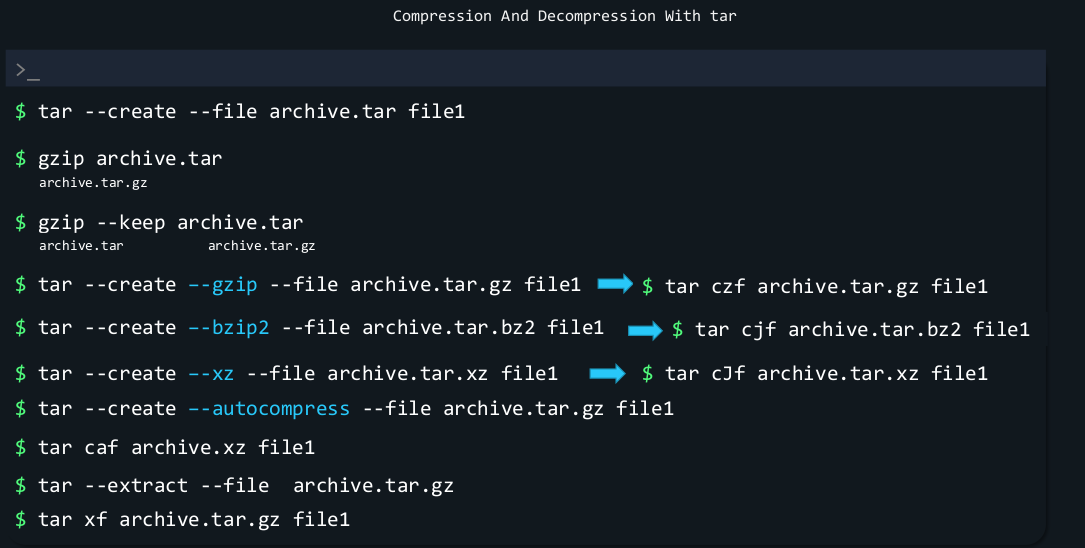 Compression And Decompression With tar
>_
$ tar --create --file archive.tar file1
$ gzip archive.tar
archive.tar.gz
$ gzip --keep archive.tar
archive.tar archive.tar.gz
$ tar --create --gzip --file archive.tar.gz file1 $ tar czf archive.tar.gz file1
$ tar --create --bzip2 --file archive.tar.bz2 file1 $ tar cjf archive.tar.bz2 file1
$ tar --create --xz --file archive.tar.xz file1 $ tar cJf archive.tar.xz file1
$ tar --create --autocompress --file archive.tar.gz file1
$ tar caf archive.xz file1
$ tar --extract --file archive.tar.gz
$ tar xf archive.tar.gz file1